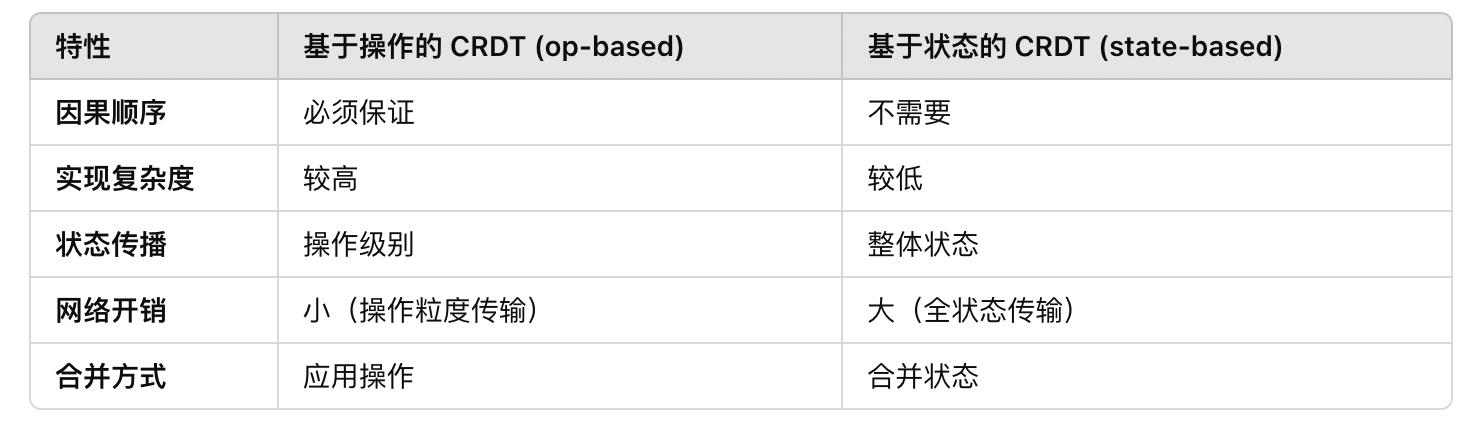 特性 基于操作的 CRDT (op-based) 基于状态的 CRDT (state-based)
因果顺序 必须保证 不需要
实现复杂度 较高 较低
状态传播 操作级别 整体状态
网络开销 小（操作粒度传输） 大（全状态传输）
合并方式 应用操作 合并状态